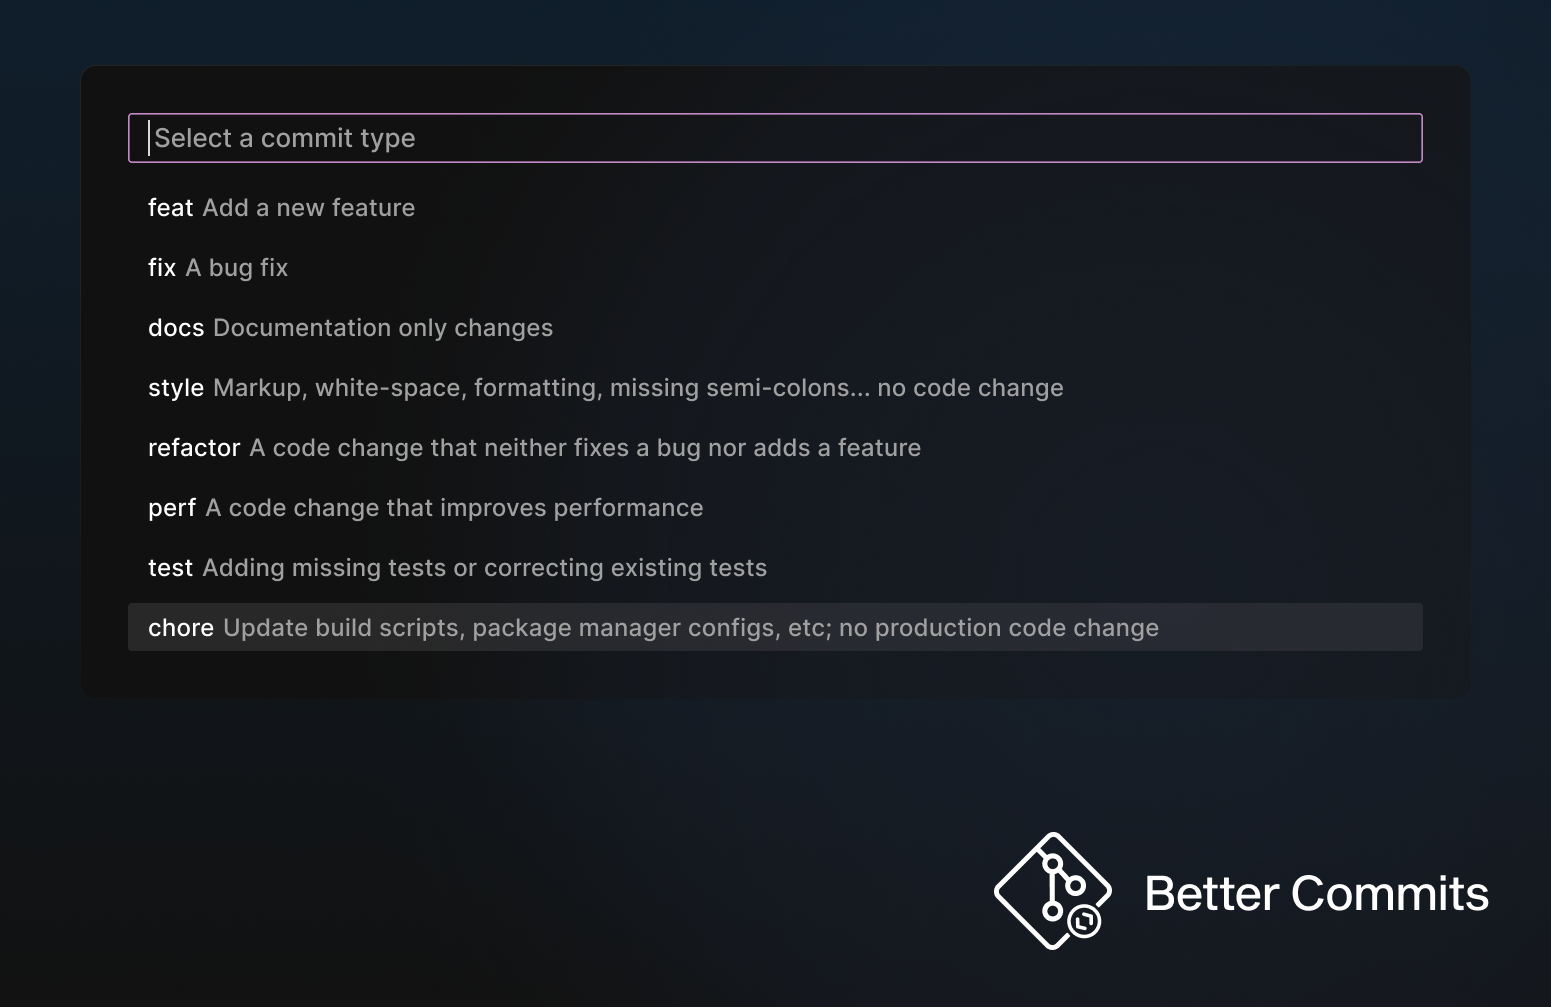 Select a commit type
feat Add a new feature
fix A bug fix
docs Documentation only changes
style Markup, white-space, formatting, missing semi-colons... no code change
refactor A code change that neither fixes a bug nor adds a feature
perf A code change that improves performance
test Adding missing tests or correcting existing tests
chore Update build scripts, package manager configs, etc; no production code change
Better Commits